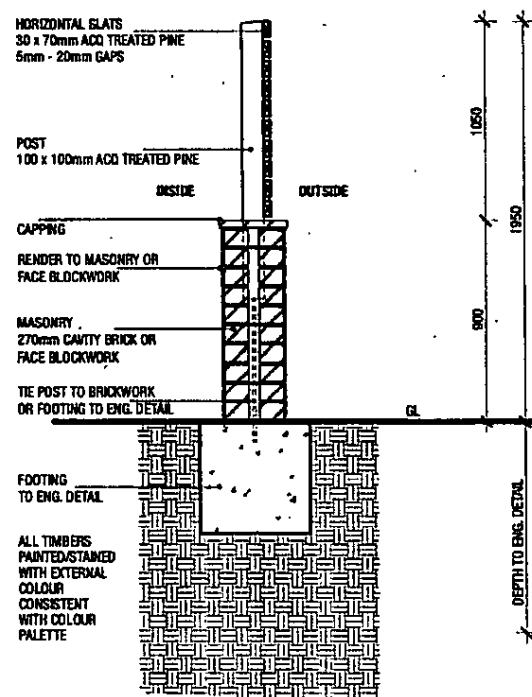 HORIZONTAL SLATS
30 x 70mm ACQ TREATED PINE
5mm - 20mm GAPS
POST
100 x 100mm ACQ TREATED PINE
INSIDE
OUTSIDE
CAPPING
RENDER TO MASONRY OR
FACE BLOCKWORK
MASONRY
270mm CAVITY BRICK OR
FACE BLOCKWORK
TIE POST TO BRICKWORK
OR FOOTING TO ENG. DETAIL
GL
FOOTING
TO ENG. DETAIL
ALL TIMBERS
PAINTED/STAINED
WITH EXTERNAL
COLOUR
CONSISTENT
WITH COLOUR
PALETTE
1050
1950
900
DEPTH TO ENG. DETAIL